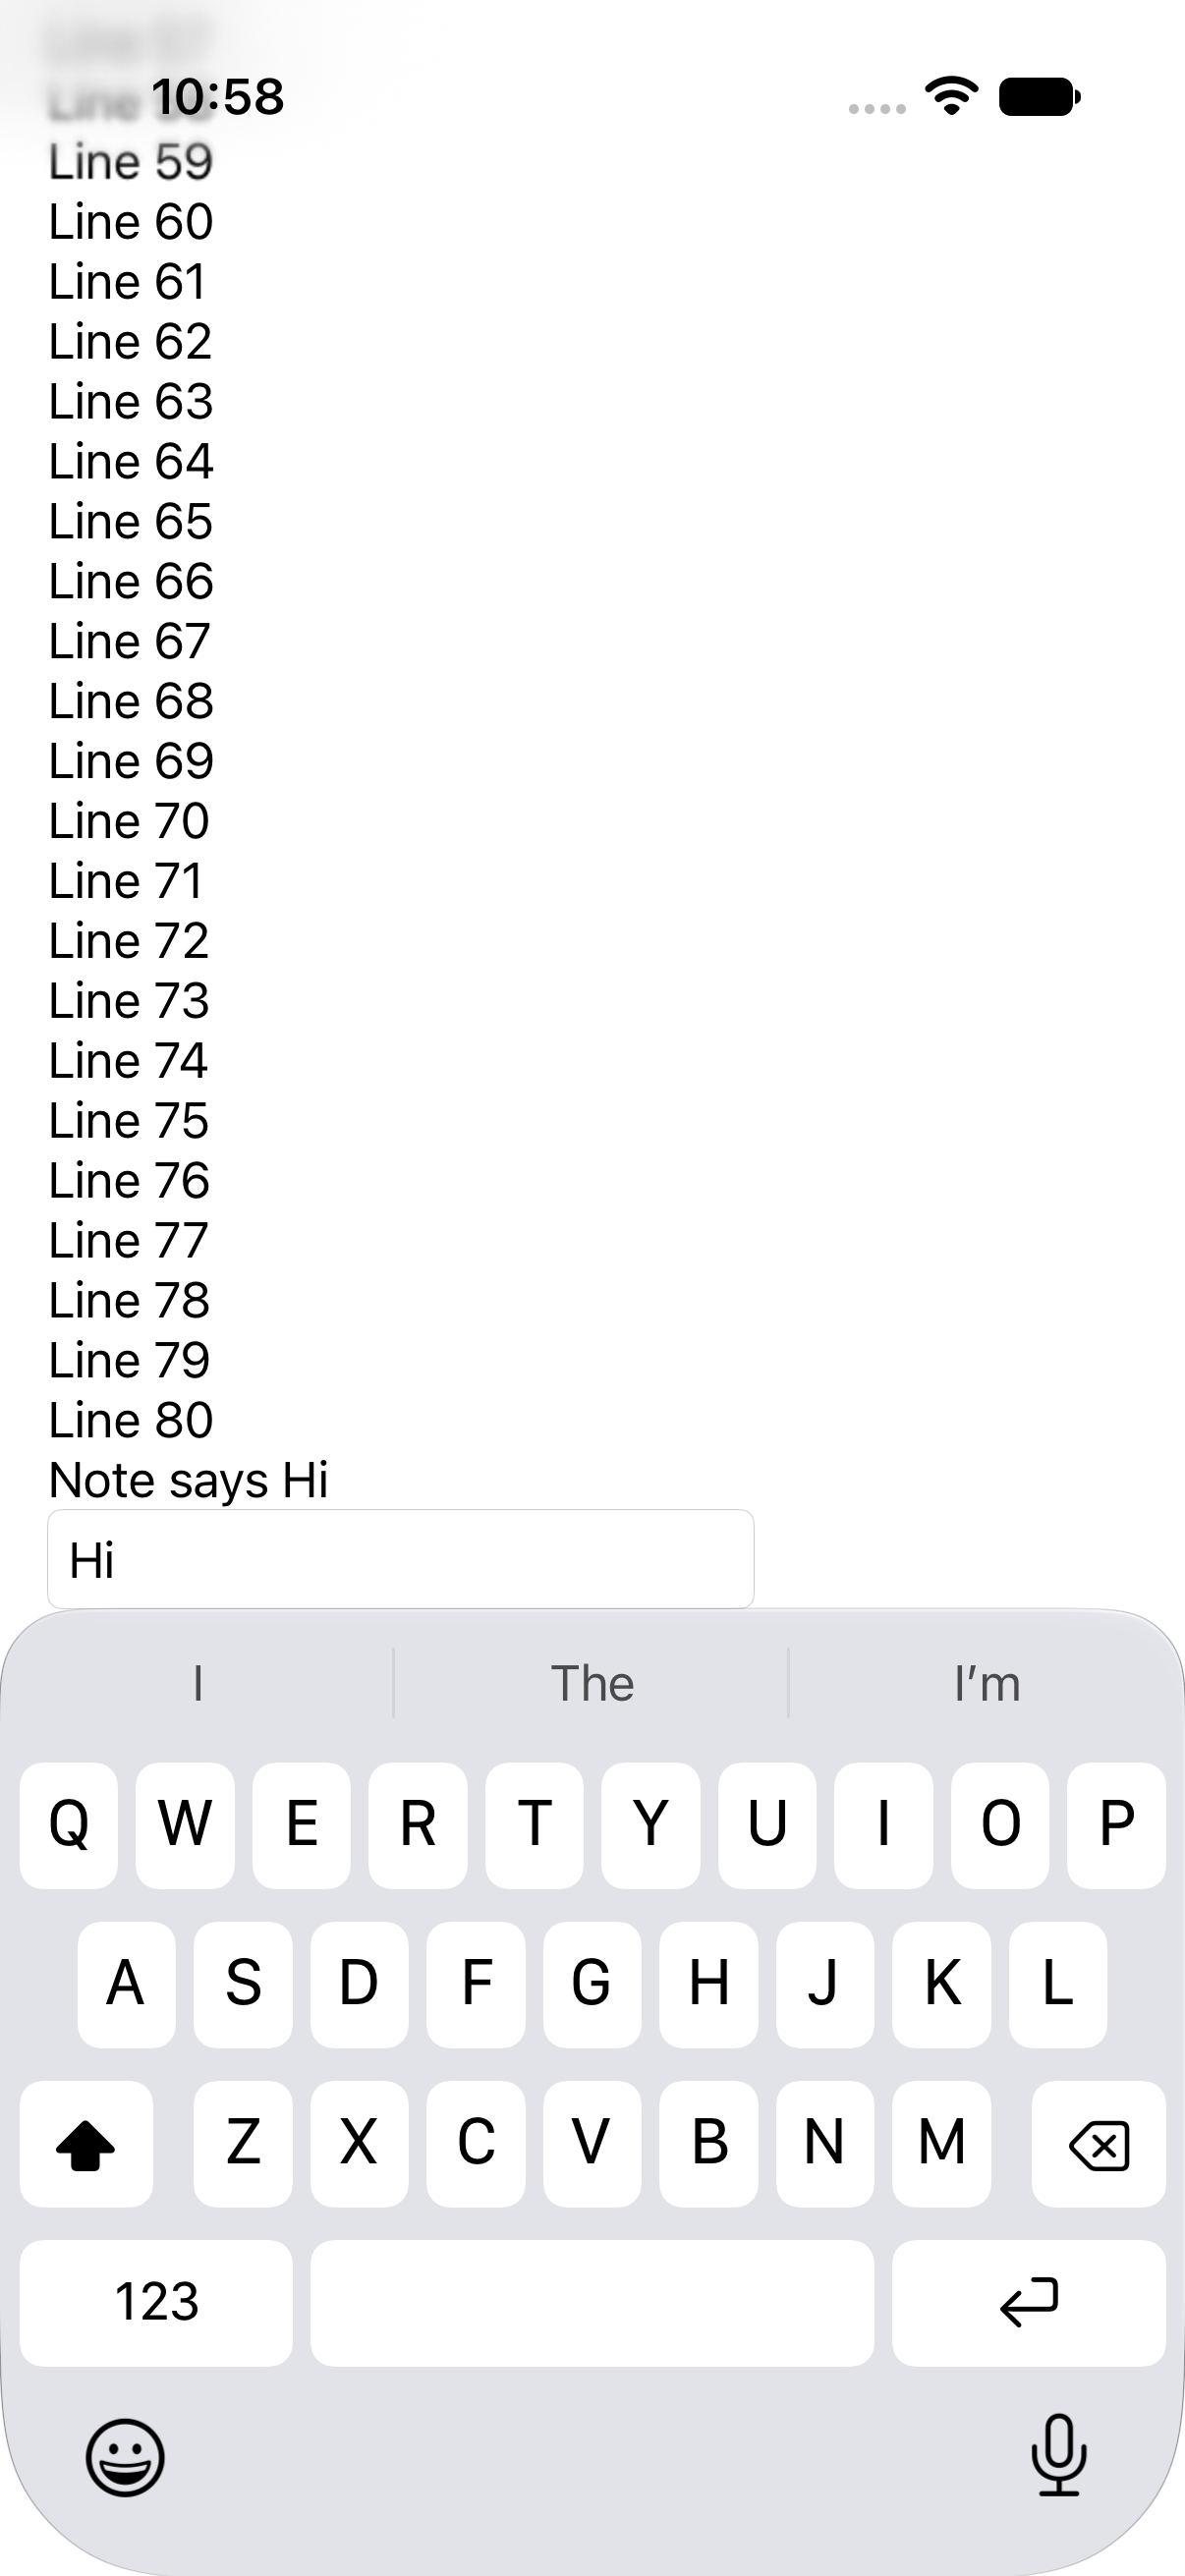 10:58
Line 59
Line 60
Line 61
Line 62
Line 63
Line 64
Line 65
Line 66
Line 67
Line 68
Line 69
Line 70
Line 71
Line 72
Line 73
Line 74
Line 75
Line 76
Line 77
Line 78
Line 79
Line 80
Note says Hi
Hi
I The I’m
Q W E R T Y U I O P
A S D F G H J K L
Z X C V B N M
123